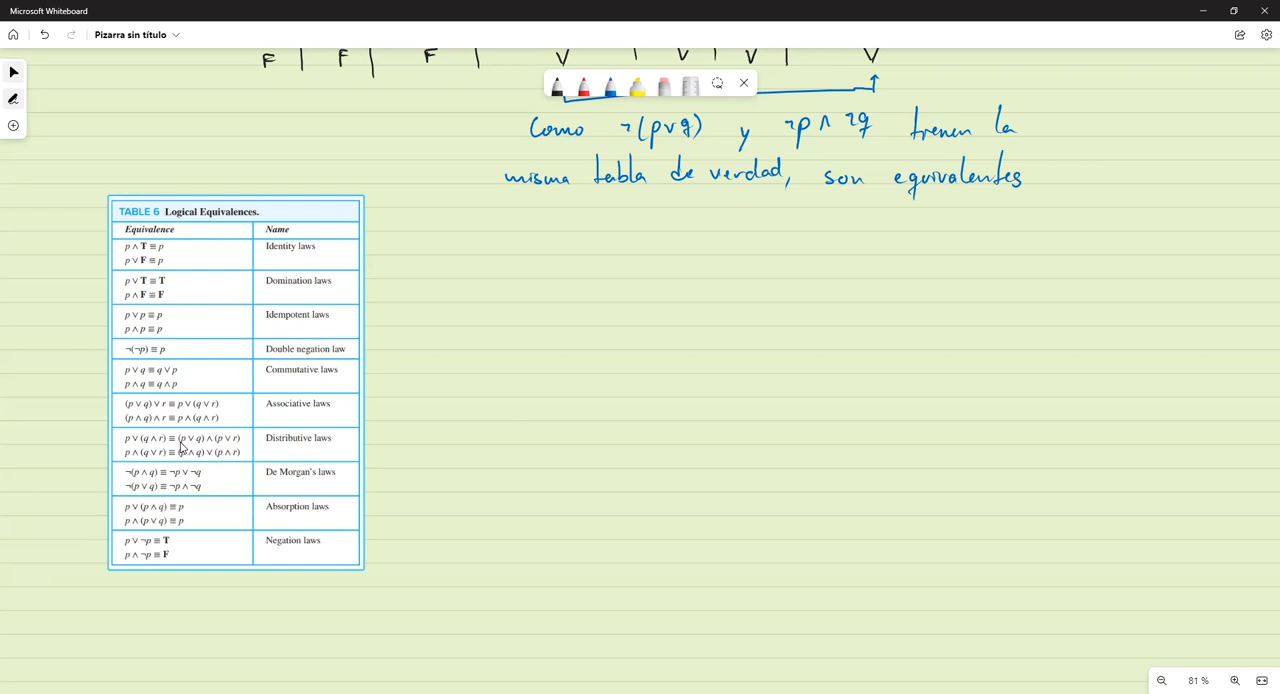 Microsoft Whiteboard
Pizarra sin título
F | F | F | V | V | V | V
Como ¬(p∨q) y ¬p ∧ ¬q tienen la
misma tabla de verdad, son equivalentes
TABLE 6 Logical Equivalences.
Equivalence Name
p ∧ T ≡ p Identity laws
p ∨ F ≡ p
p ∨ T ≡ T Domination laws
p ∧ F ≡ F
p ∨ p ≡ p Idempotent laws
p ∧ p ≡ p
¬(¬p) ≡ p Double negation law
p ∨ q ≡ q ∨ p Commutative laws
p ∧ q ≡ q ∧ p
(p ∨ q) ∨ r ≡ p ∨ (q ∨ r) Associative laws
(p ∧ q) ∧ r ≡ p ∧ (q ∧ r)
p ∨ (q ∧ r) ≡ (p ∨ q) ∧ (p ∨ r) Distributive laws
p ∧ (q ∨ r) ≡ (p ∧ q) ∨ (p ∧ r)
¬(p ∧ q) ≡ ¬p ∨ ¬q De Morgan's laws
¬(p ∨ q) ≡ ¬p ∧ ¬q
p ∨ (p ∧ q) ≡ p Absorption laws
p ∧ (p ∨ q) ≡ p
p ∨ ¬p ≡ T Negation laws
p ∧ ¬p ≡ F
81 %